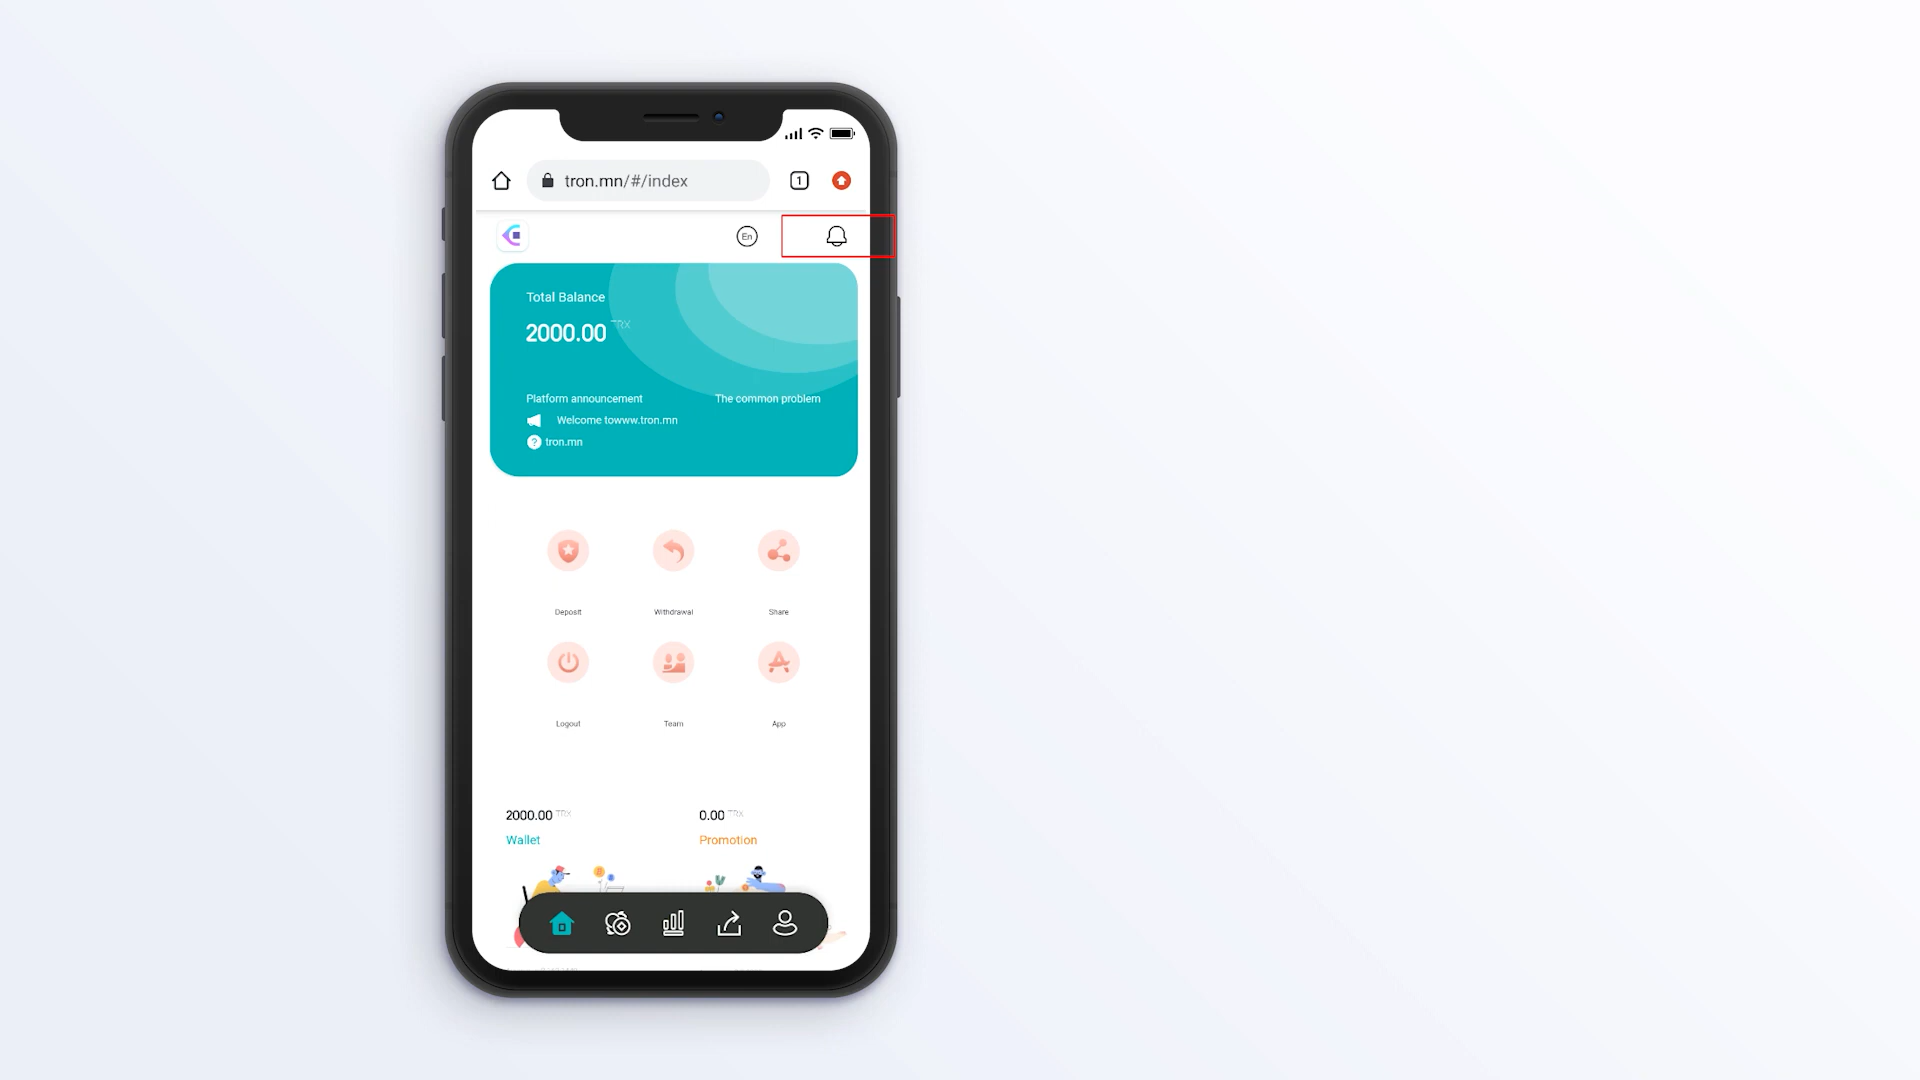 tron.mn/#/index
1
En
Total Balance
2000.00 TRX
Platform announcement
The common problem
Welcome towww.tron.mn
? tron.mn
Deposit
Withdrawal
Share
Logout
Team
App
2000.00 TRX
0.00 TRX
Wallet
Promotion